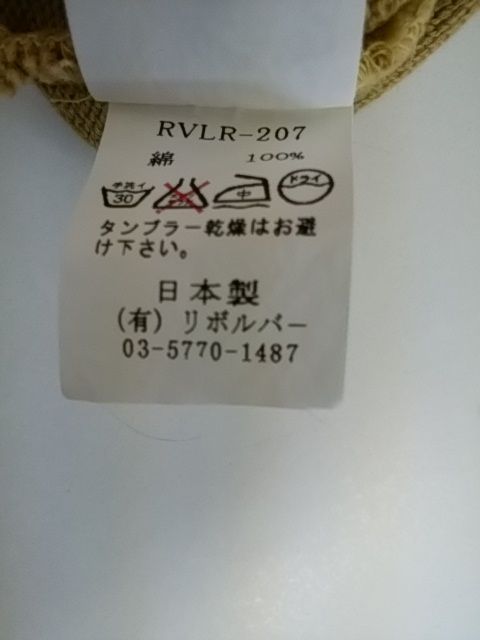 RVLR-207
綿 100%
手洗イ 30 中 ドライ
タンブラー乾燥はお避
け下さい。
日本製
(有)リボルバー
03-5770-1487